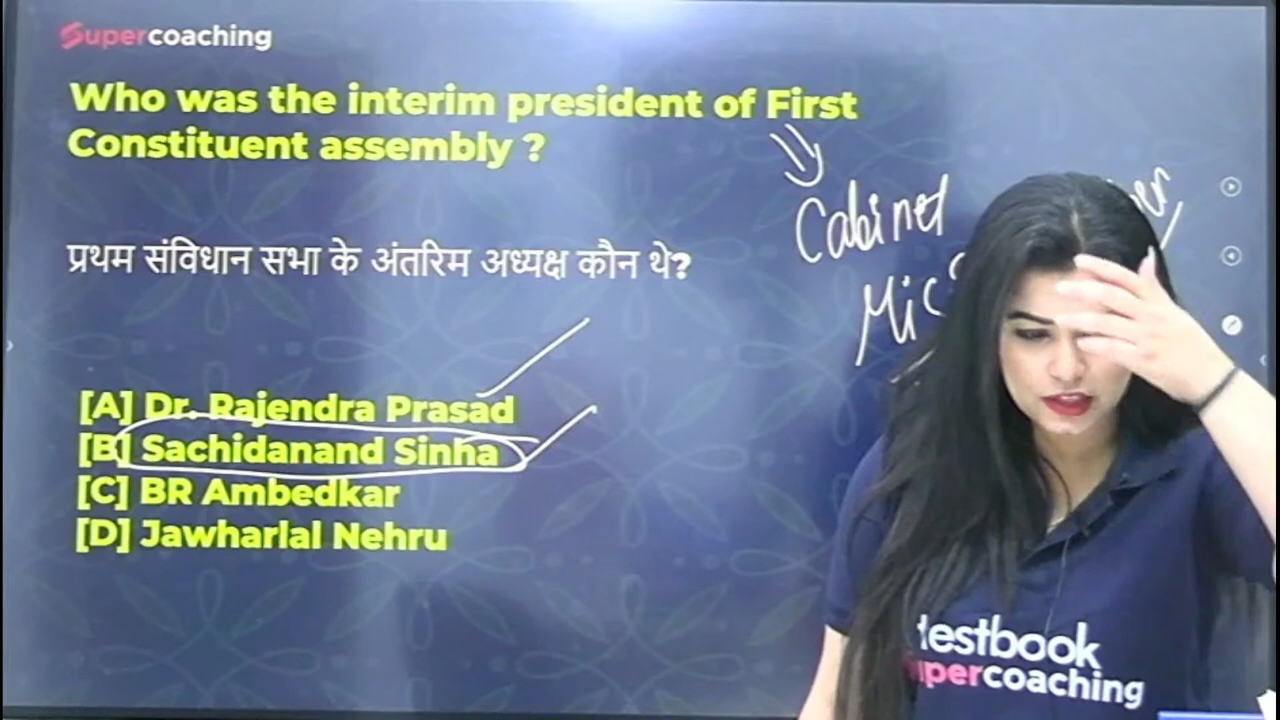 Supercoaching
Who was the interim president of First
Constituent assembly ?
Cabinet
प्रथम संविधान सभा के अंतरिम अध्यक्ष कौन थे?
[A] Dr. Rajendra Prasad
[B] Sachidanand Sinha
[C] BR Ambedkar
[D] Jawharlal Nehru
testbook
Supercoaching